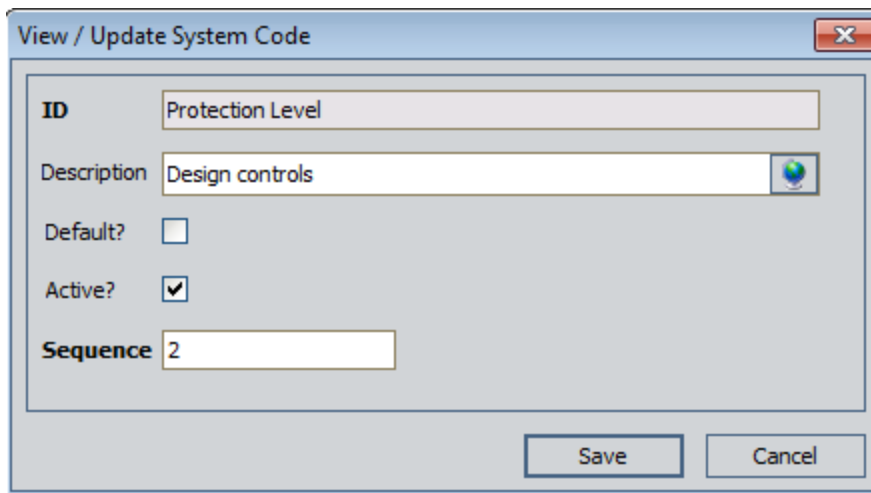 View / Update System Code
ID Protection Level
Description Design controls
Default?
Active?
Sequence 2
Save Cancel